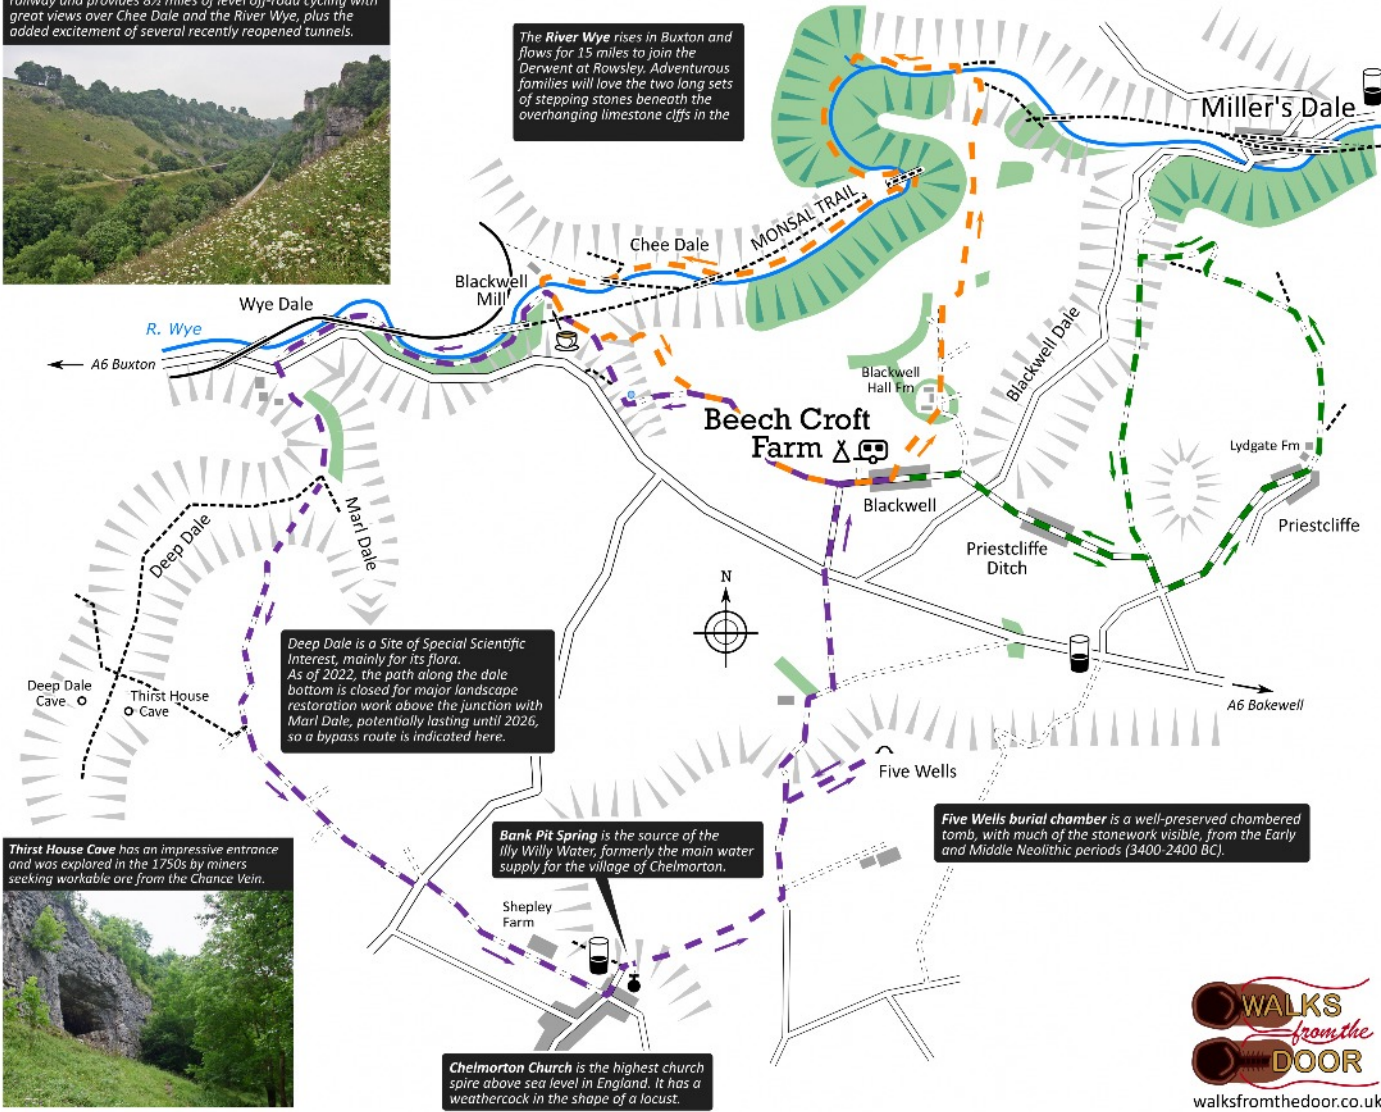 railway and provides 8½ miles of level off-road cycling with
great views over Chee Dale and the River Wye, plus the
added excitement of several recently reopened tunnels.
The River Wye rises in Buxton and
flows for 15 miles to join the
Derwent at Rowsley. Adventurous
families will love the two long sets
of stepping stones beneath the
overhanging limestone clffs in the
Miller's Dale
MONSAL TRAIL
Chee Dale
Blackwell
Mill
Wye Dale
R. Wye
A6 Buxton
Blackwell Dale
Blackwell
Hall Fm
Beech Croft
Farm
Blackwell
Lydgate Fm
Priestcliffe
Priestcliffe
Ditch
Deep Dale
Marl Dale
N
Deep Dale is a Site of Special Scientific
Interest, mainly for its flora.
As of 2022, the path along the dale
bottom is closed for major landscape
restoration work above the junction with
Marl Dale, potentially lasting until 2026,
so a bypass route is indicated here.
Deep Dale
Cave
Thirst House
Cave
A6 Bakewell
Five Wells
Five Wells burial chamber is a well-preserved chambered
tomb, with much of the stonework visible, from the Early
and Middle Neolithic periods (3400-2400 BC).
Bank Pit Spring is the source of the
Illy Willy Water, formerly the main water
supply for the village of Chelmorton.
Thirst House Cave has an impressive entrance
and was explored in the 1750s by miners
seeking workable ore from the Chance Vein.
Shepley
Farm
Chelmorton Church is the highest church
spire above sea level in England. It has a
weathercock in the shape of a locust.
WALKS
from the
DOOR
walksfromthedoor.co.uk